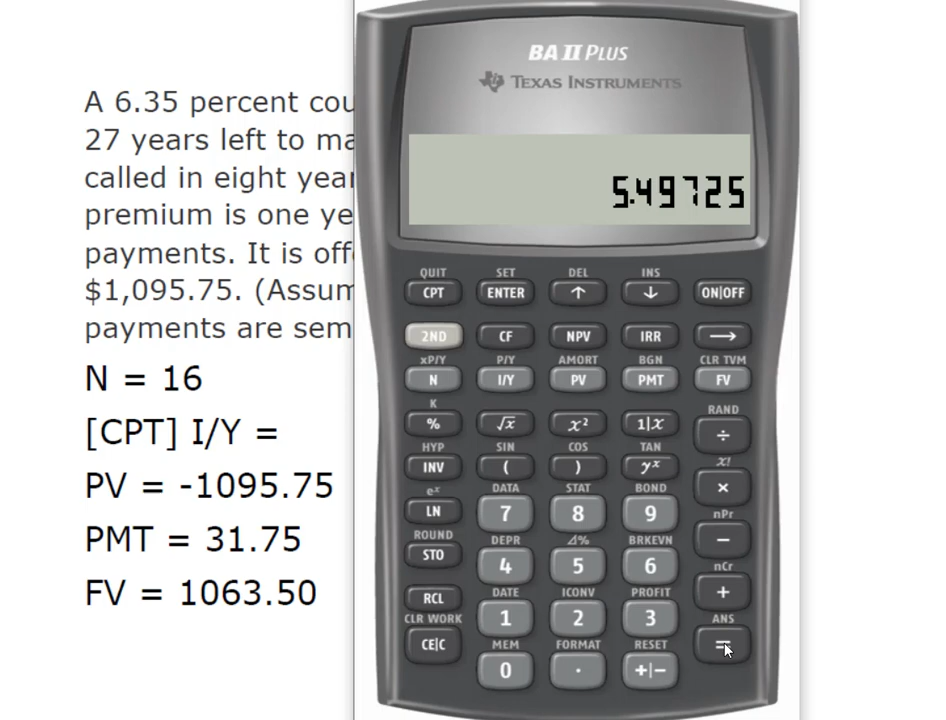 A 6.35 percent cou
27 years left to ma
called in eight year
premium is one ye
payments. It is offe
$1,095.75. (Assum
payments are sem
N = 16
[CPT] I/Y =
PV = -1095.75
PMT = 31.75
FV = 1063.50
BA II PLUS
TEXAS INSTRUMENTS
5.49725
QUIT SET DEL INS
CPT ENTER ↑ ↓ ON|OFF
2ND CF NPV IRR →
xP/Y P/Y AMORT BGN CLR TVM
N I/Y PV PMT FV
K RAND
% √x x² 1|x ÷
HYP SIN COS TAN x!
INV ( ) yˣ ×
eˣ DATA STAT BOND nPr
LN 7 8 9 −
ROUND DEPR Δ% BRKEVN nCr
STO 4 5 6 +
DATE ICONV PROFIT ANS
RCL 1 2 3 =
CLR WORK MEM FORMAT RESET
CE|C 0 . +|−